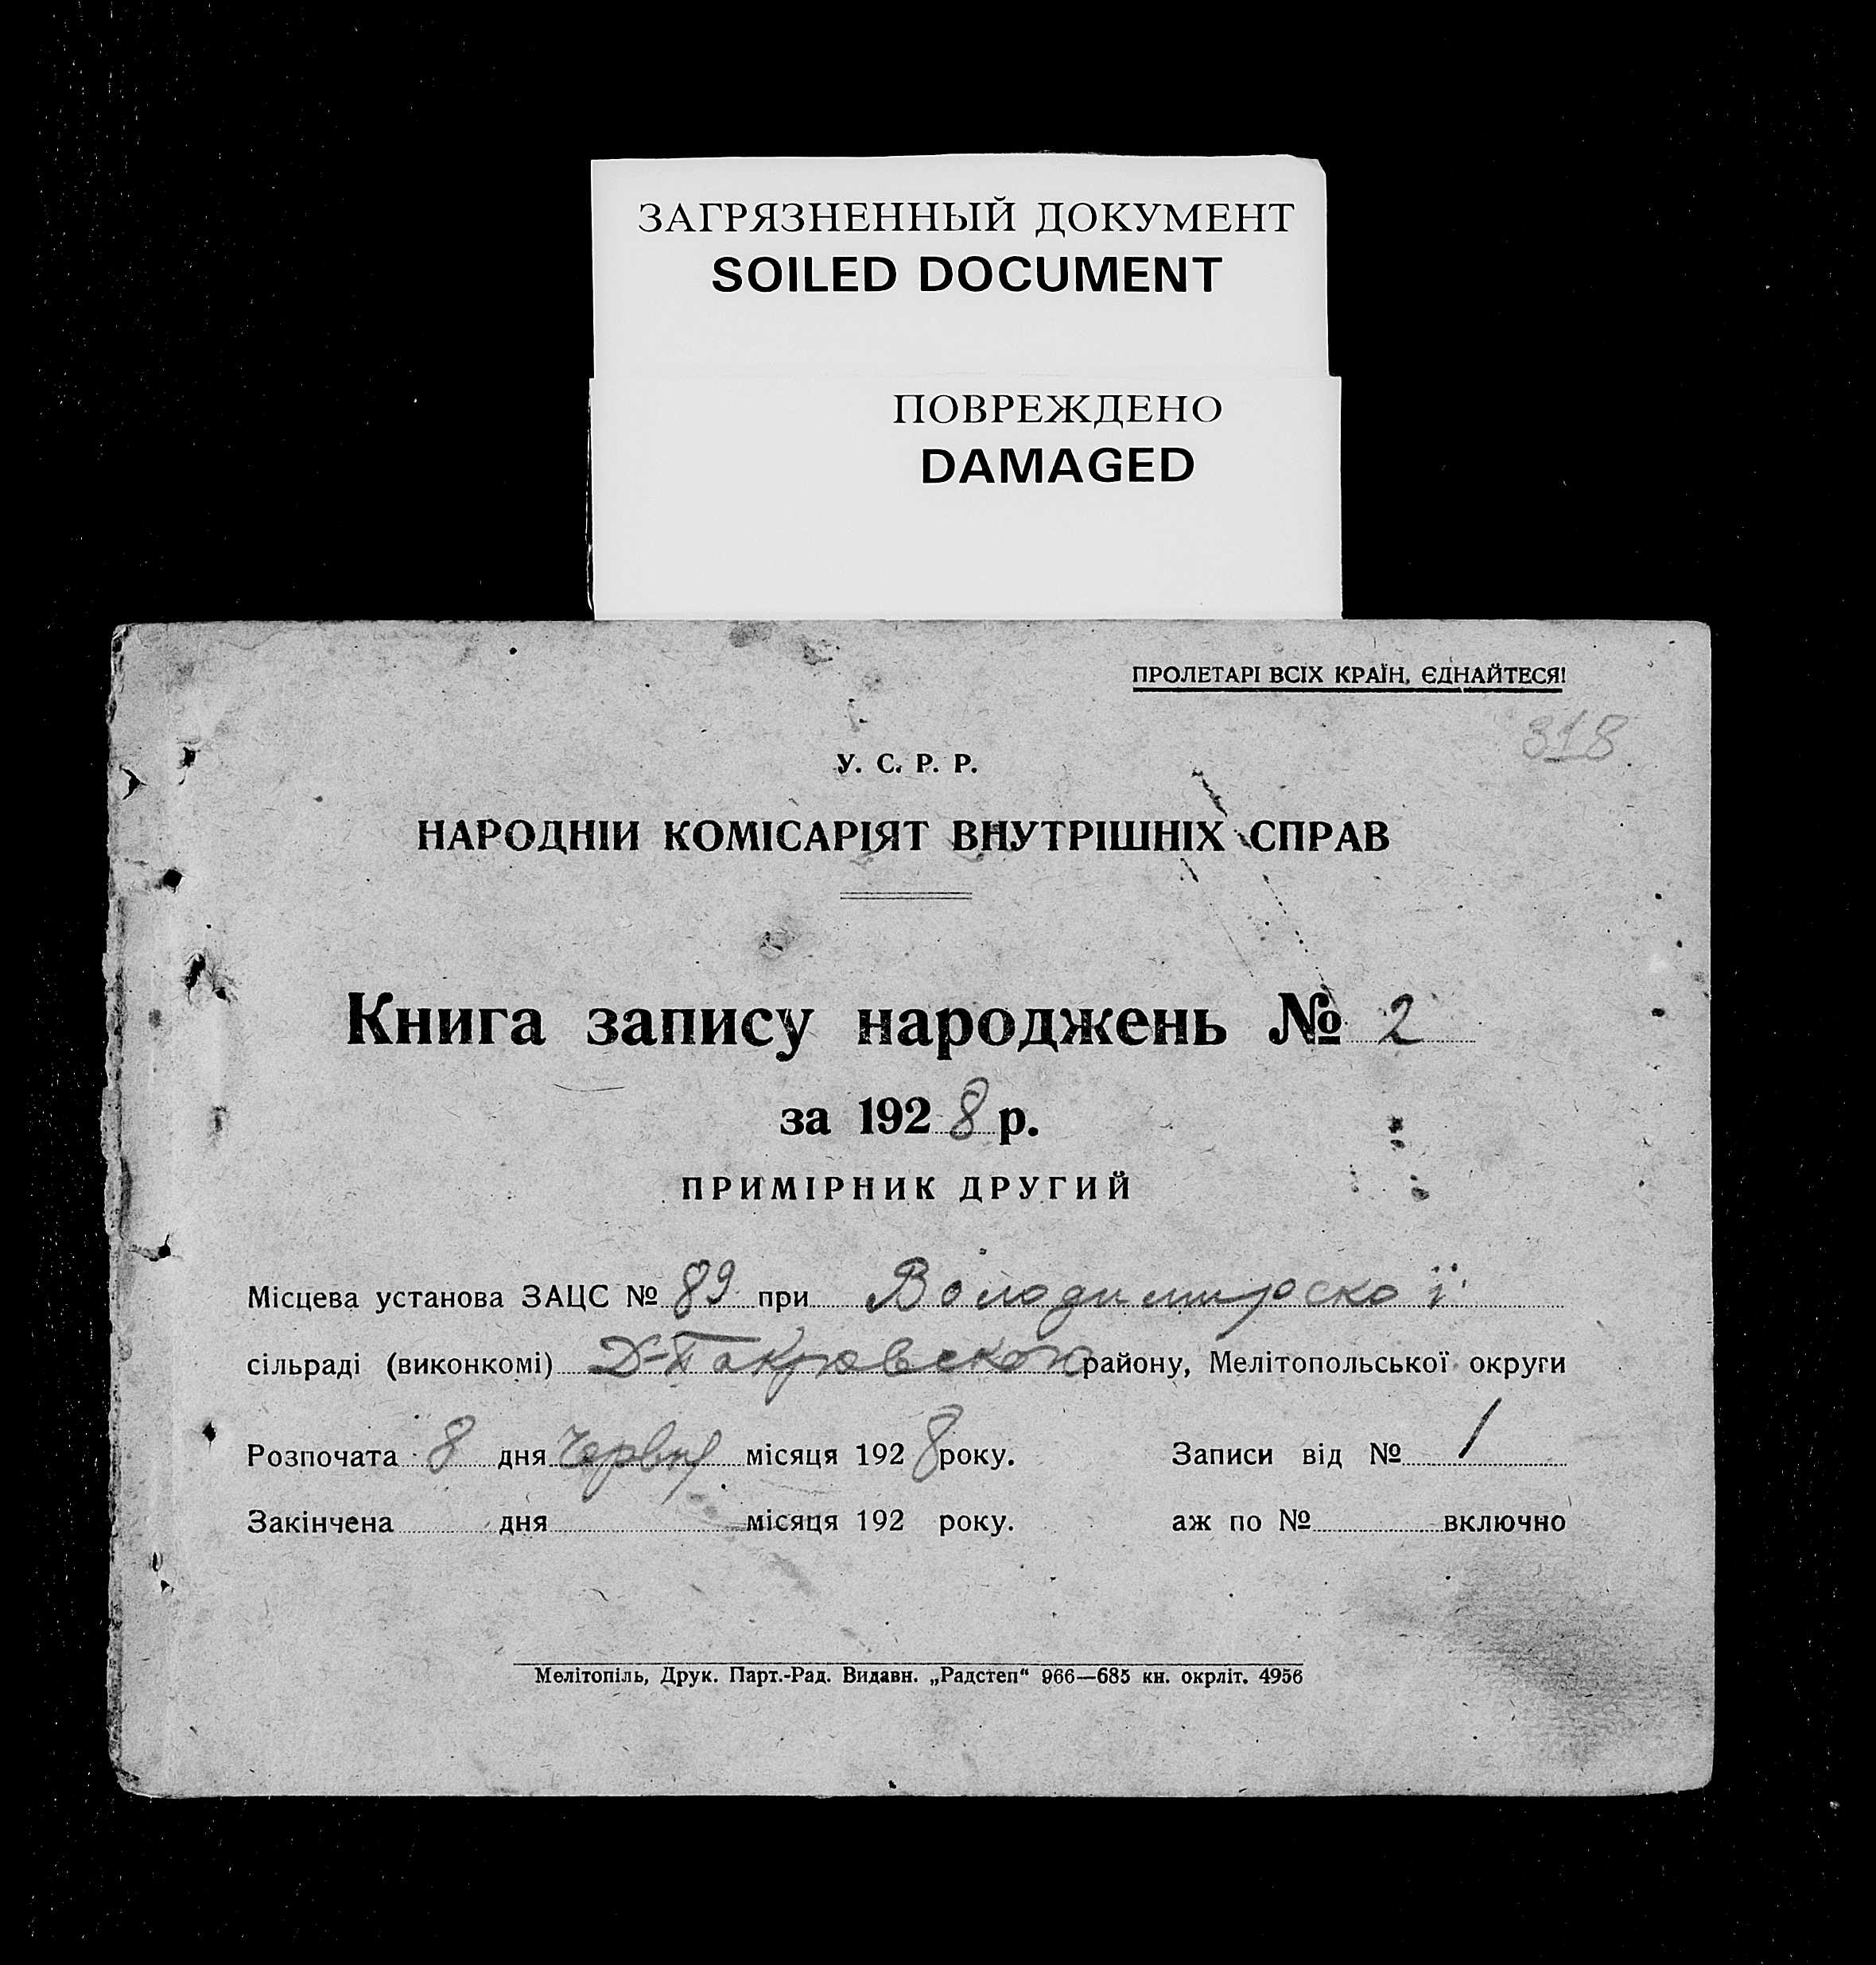 ЗАГРЯЗНЕННЫЙ ДОКУМЕНТ
SOILED DOCUMENT
ПОВРЕЖДЕНО
DAMAGED
ПРОЛЕТАРІ ВСІХ КРАЇН, ЄДНАЙТЕСЯ!
318
У. С. Р. Р.
НАРОДНІИ КОМІСАРІЯТ ВНУТРІШНІХ СПРАВ
Книга запису народжень № 2
за 1928 р.
ПРИМІРНИК ДРУГИЙ
Місцева установа ЗАЦС № 89 при Володимирської
сільраді (виконкомі) району, Мелітопольської округи
Розпочата 8 дня Червня місяця 1928 року. Записи від № 1
Закінчена дня місяця 192 року. аж по № включно
Мелітопіль, Друк. Парт.-Рад. Видавн. „Радстеп“ 966—685 кн. окрліт. 4956